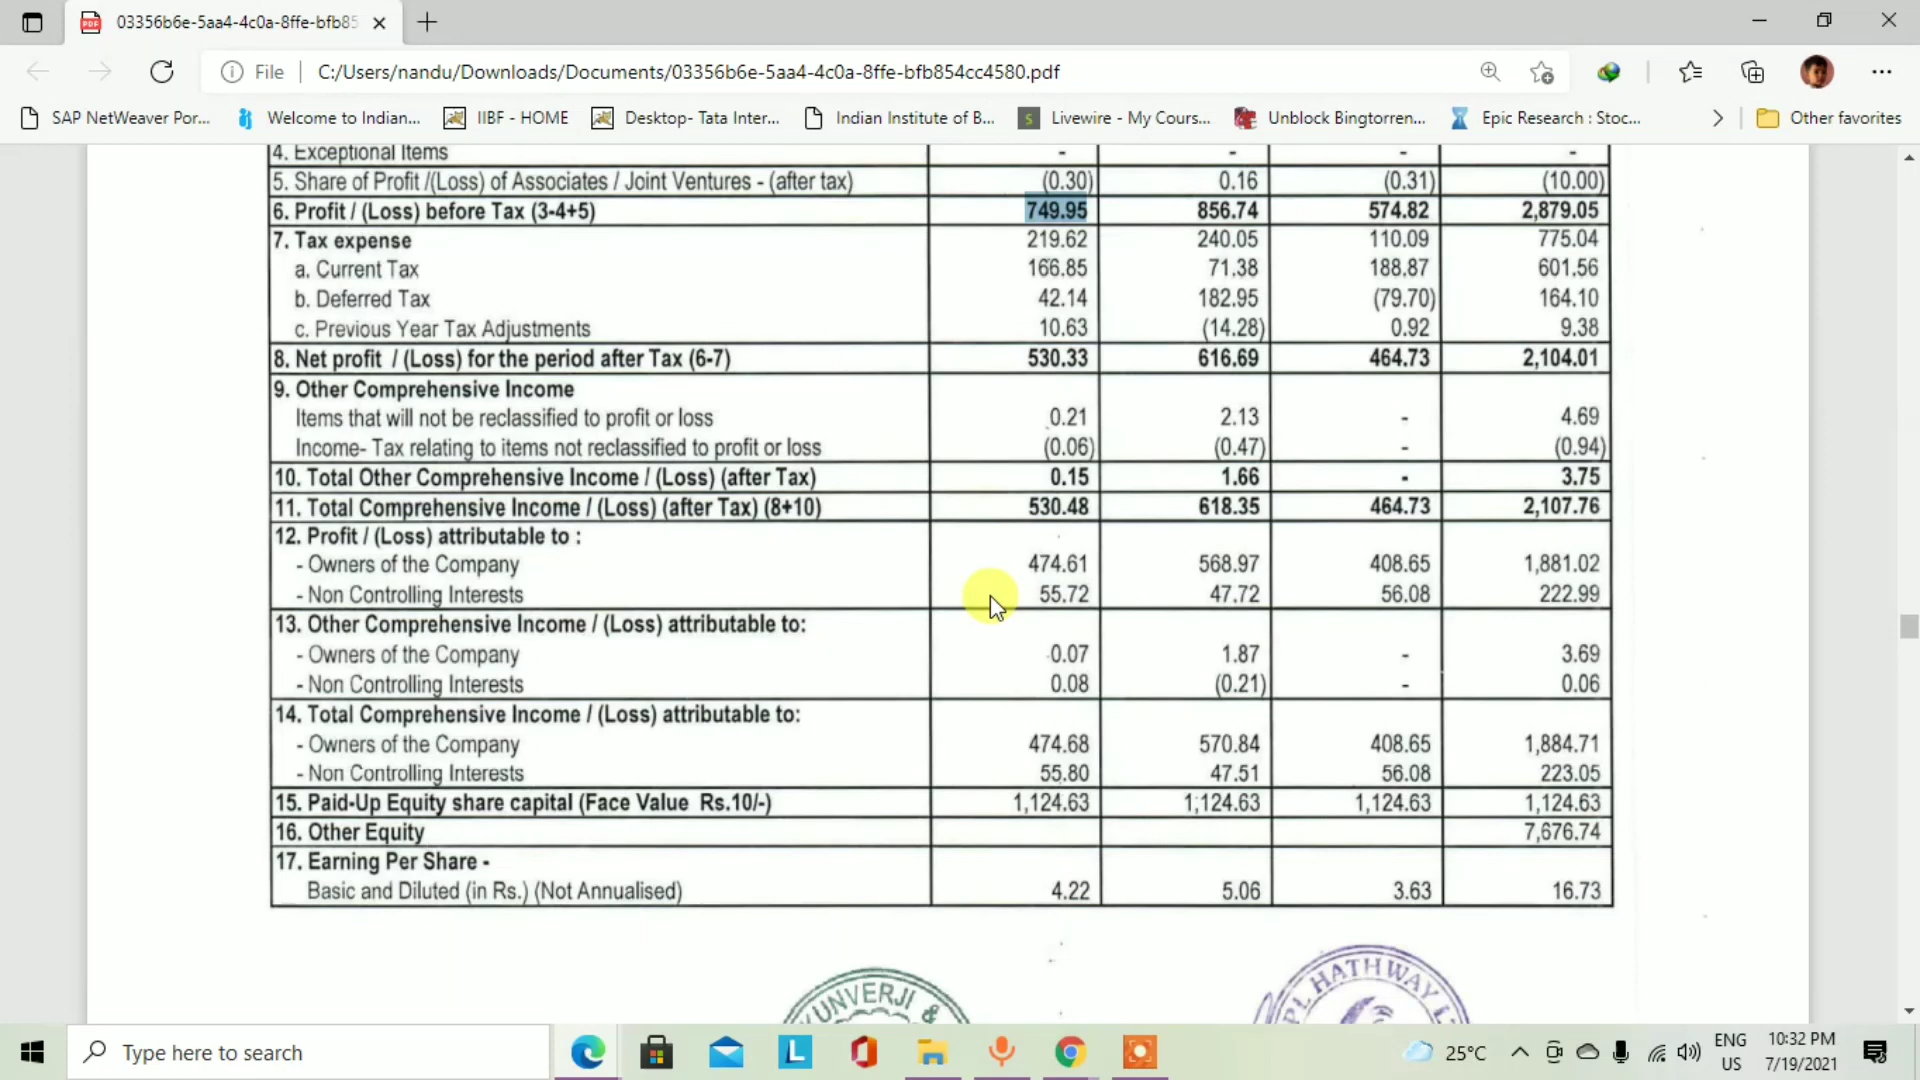 03356b6e-5aa4-4c0a-8ffe-bfb85
File C:/Users/nandu/Downloads/Documents/03356b6e-5aa4-4c0a-8ffe-bfb854cc4580.pdf
SAP NetWeaver Por... Welcome to Indian... IIBF - HOME Desktop- Tata Inter... Indian Institute of B... Livewire - My Cours... Unblock Bingtorren... Epic Research : Stoc... Other favorites
4. Exceptional Items - - - -
5. Share of Profit /(Loss) of Associates / Joint Ventures - (after tax) (0.30) 0.16 (0.31) (10.00)
6. Profit / (Loss) before Tax (3-4+5) 749.95 856.74 574.82 2,879.05
7. Tax expense 219.62 240.05 110.09 775.04
a. Current Tax 166.85 71.38 188.87 601.56
b. Deferred Tax 42.14 182.95 (79.70) 164.10
c. Previous Year Tax Adjustments 10.63 (14.28) 0.92 9.38
8. Net profit / (Loss) for the period after Tax (6-7) 530.33 616.69 464.73 2,104.01
9. Other Comprehensive Income
Items that will not be reclassified to profit or loss 0.21 2.13 - 4.69
Income- Tax relating to items not reclassified to profit or loss (0.06) (0.47) - (0.94)
10. Total Other Comprehensive Income / (Loss) (after Tax) 0.15 1.66 - 3.75
11. Total Comprehensive Income / (Loss) (after Tax) (8+10) 530.48 618.35 464.73 2,107.76
12. Profit / (Loss) attributable to :
- Owners of the Company 474.61 568.97 408.65 1,881.02
- Non Controlling Interests 55.72 47.72 56.08 222.99
13. Other Comprehensive Income / (Loss) attributable to:
- Owners of the Company 0.07 1.87 - 3.69
- Non Controlling Interests 0.08 (0.21) - 0.06
14. Total Comprehensive Income / (Loss) attributable to:
- Owners of the Company 474.68 570.84 408.65 1,884.71
- Non Controlling Interests 55.80 47.51 56.08 223.05
15. Paid-Up Equity share capital (Face Value Rs.10/-) 1,124.63 1,124.63 1,124.63 1,124.63
16. Other Equity 7,676.74
17. Earning Per Share -
Basic and Diluted (in Rs.) (Not Annualised) 4.22 5.06 3.63 16.73
UNVERJI &
PL HATHWAY L
Type here to search 25°C ENG 10:32 PM
US 7/19/2021